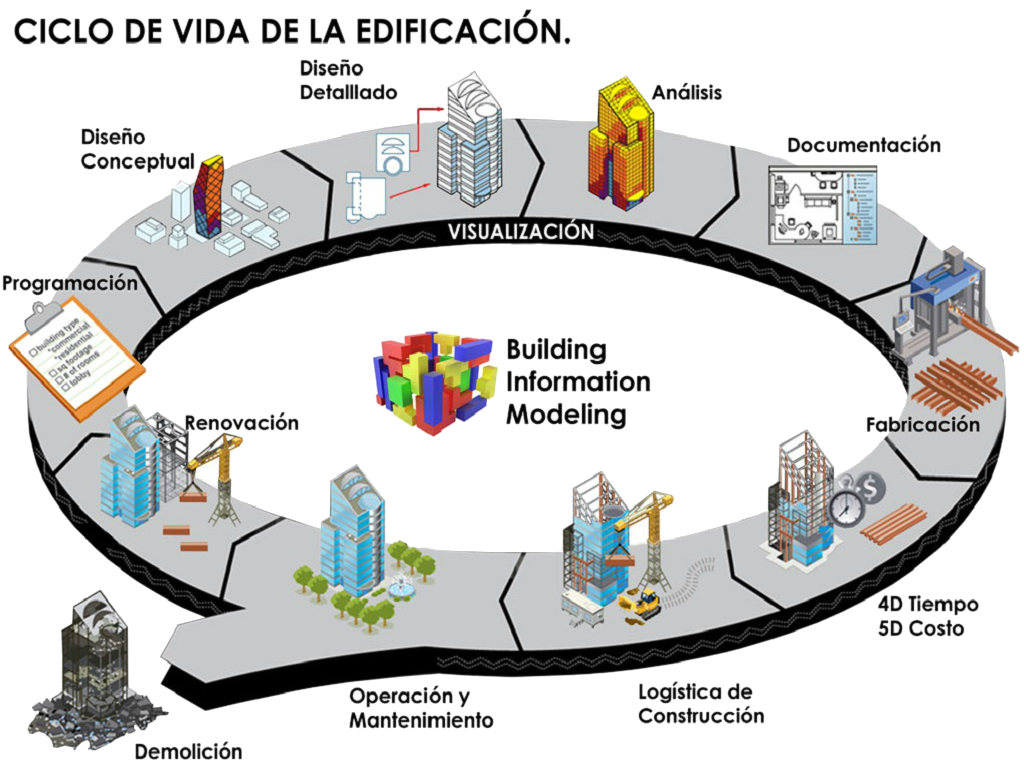 CICLO DE VIDA DE LA EDIFICACIÓN.
Diseño
Detalllado
Análisis
Diseño
Conceptual
Documentación
VISUALIZACIÓN
Programación
building type
*commercial
*residential
sq footage
# of rooms
lobby
Building
Information
Modeling
Renovación
Fabricación
$
4D Tiempo
5D Costo
Operación y
Mantenimiento
Logística de
Construcción
Demolición